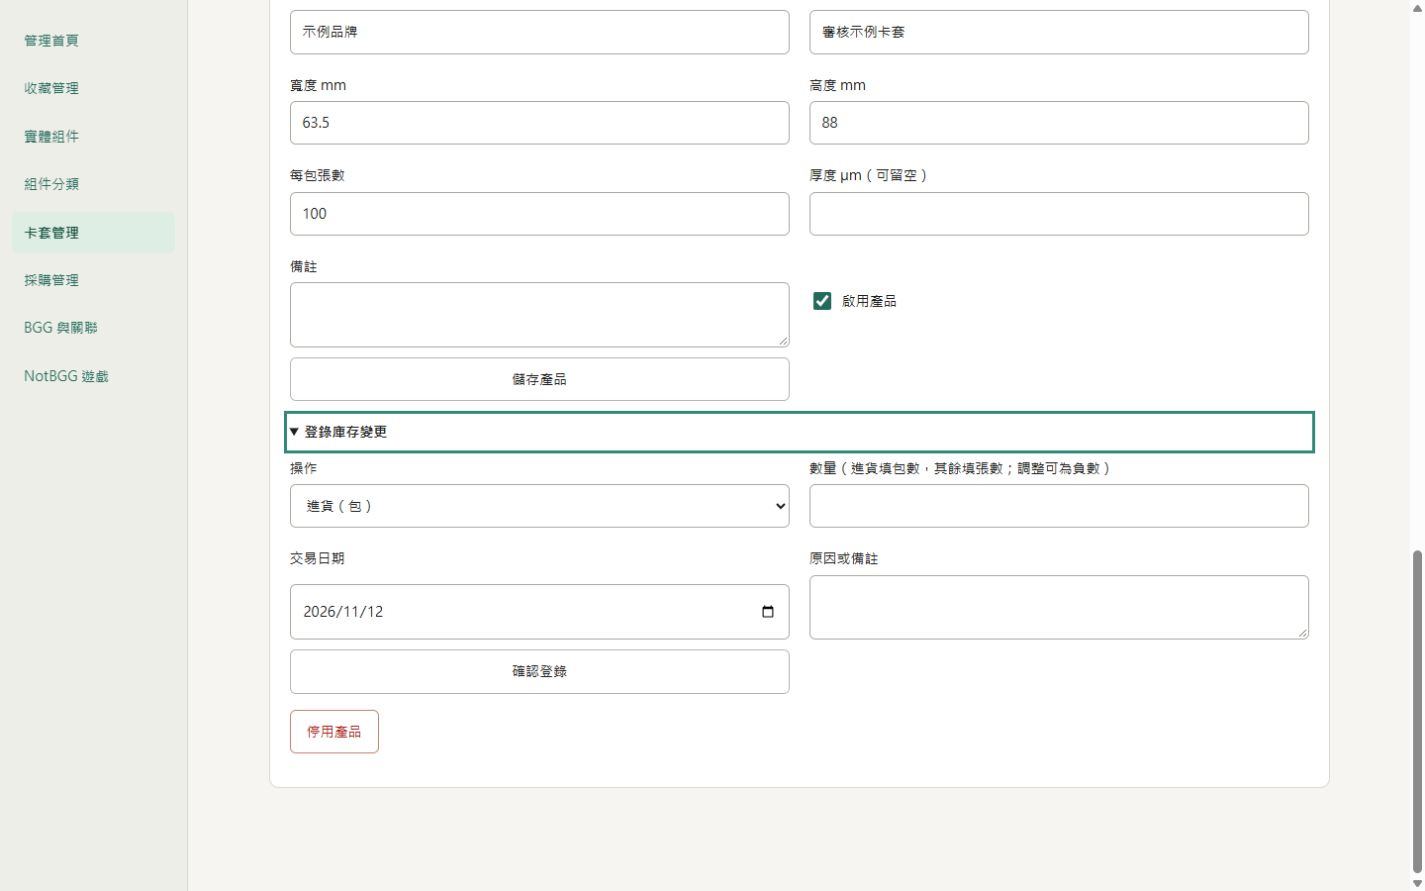 管理首頁
收藏管理
實體組件
組件分類
卡套管理
採購管理
BGG 與關聯
NotBGG 遊戲
示例品牌
審核示例卡套
寬度 mm
高度 mm
63.5
88
每包張數
厚度 μm（可留空）
100
備註
啟用產品
儲存產品
▼ 登錄庫存變更
操作
數量（進貨填包數，其餘填張數；調整可為負數）
進貨（包）
交易日期
原因或備註
2026/11/12
確認登錄
停用產品